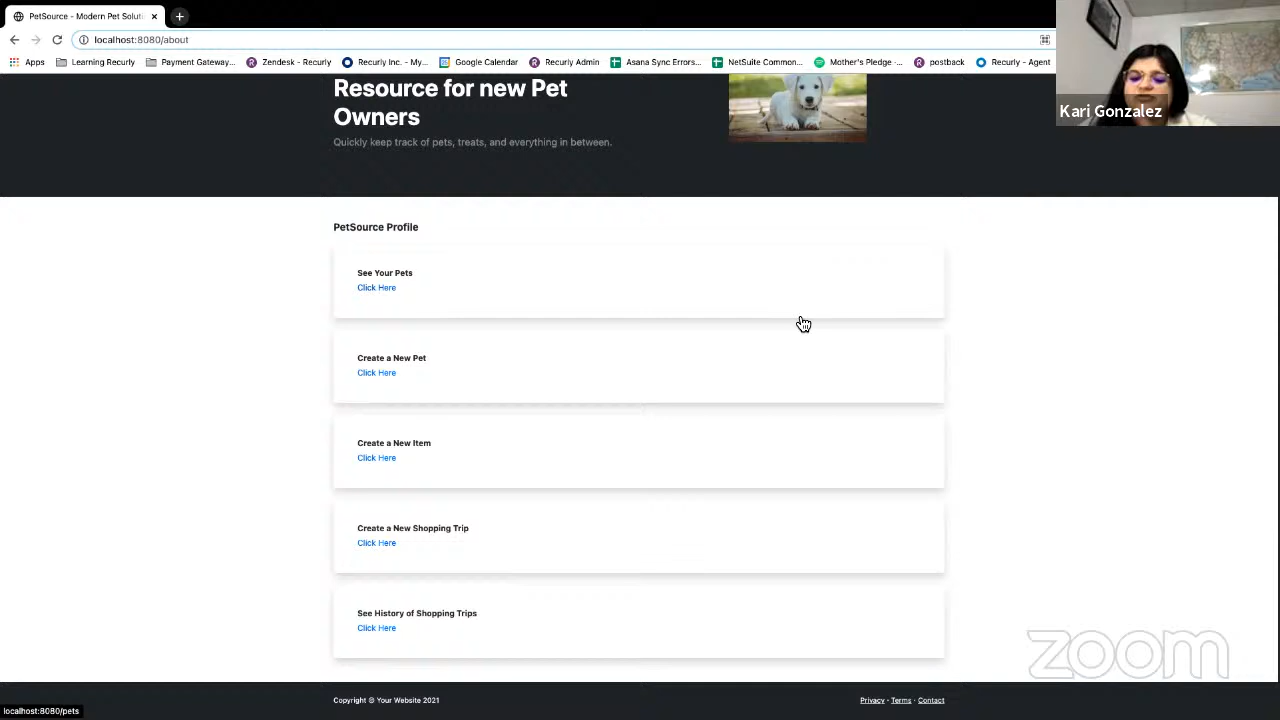 PetSource - Modern Pet Soluti
localhost:8080/about
Apps
Learning Recurly
Payment Gateway...
Zendesk - Recurly
Recurly Inc. - My...
Google Calendar
Recurly Admin
Asana Sync Errors...
NetSuite Common...
Mother's Pledge -...
postback
Recurly - Agent
Kari Gonzalez
Resource for new Pet
Owners
Quickly keep track of pets, treats, and everything in between.
PetSource Profile
See Your Pets
Click Here
Create a New Pet
Click Here
Create a New Item
Click Here
Create a New Shopping Trip
Click Here
See History of Shopping Trips
Click Here
zoom
Copyright © Your Website 2021
Privacy · Terms · Contact
localhost:8080/pets